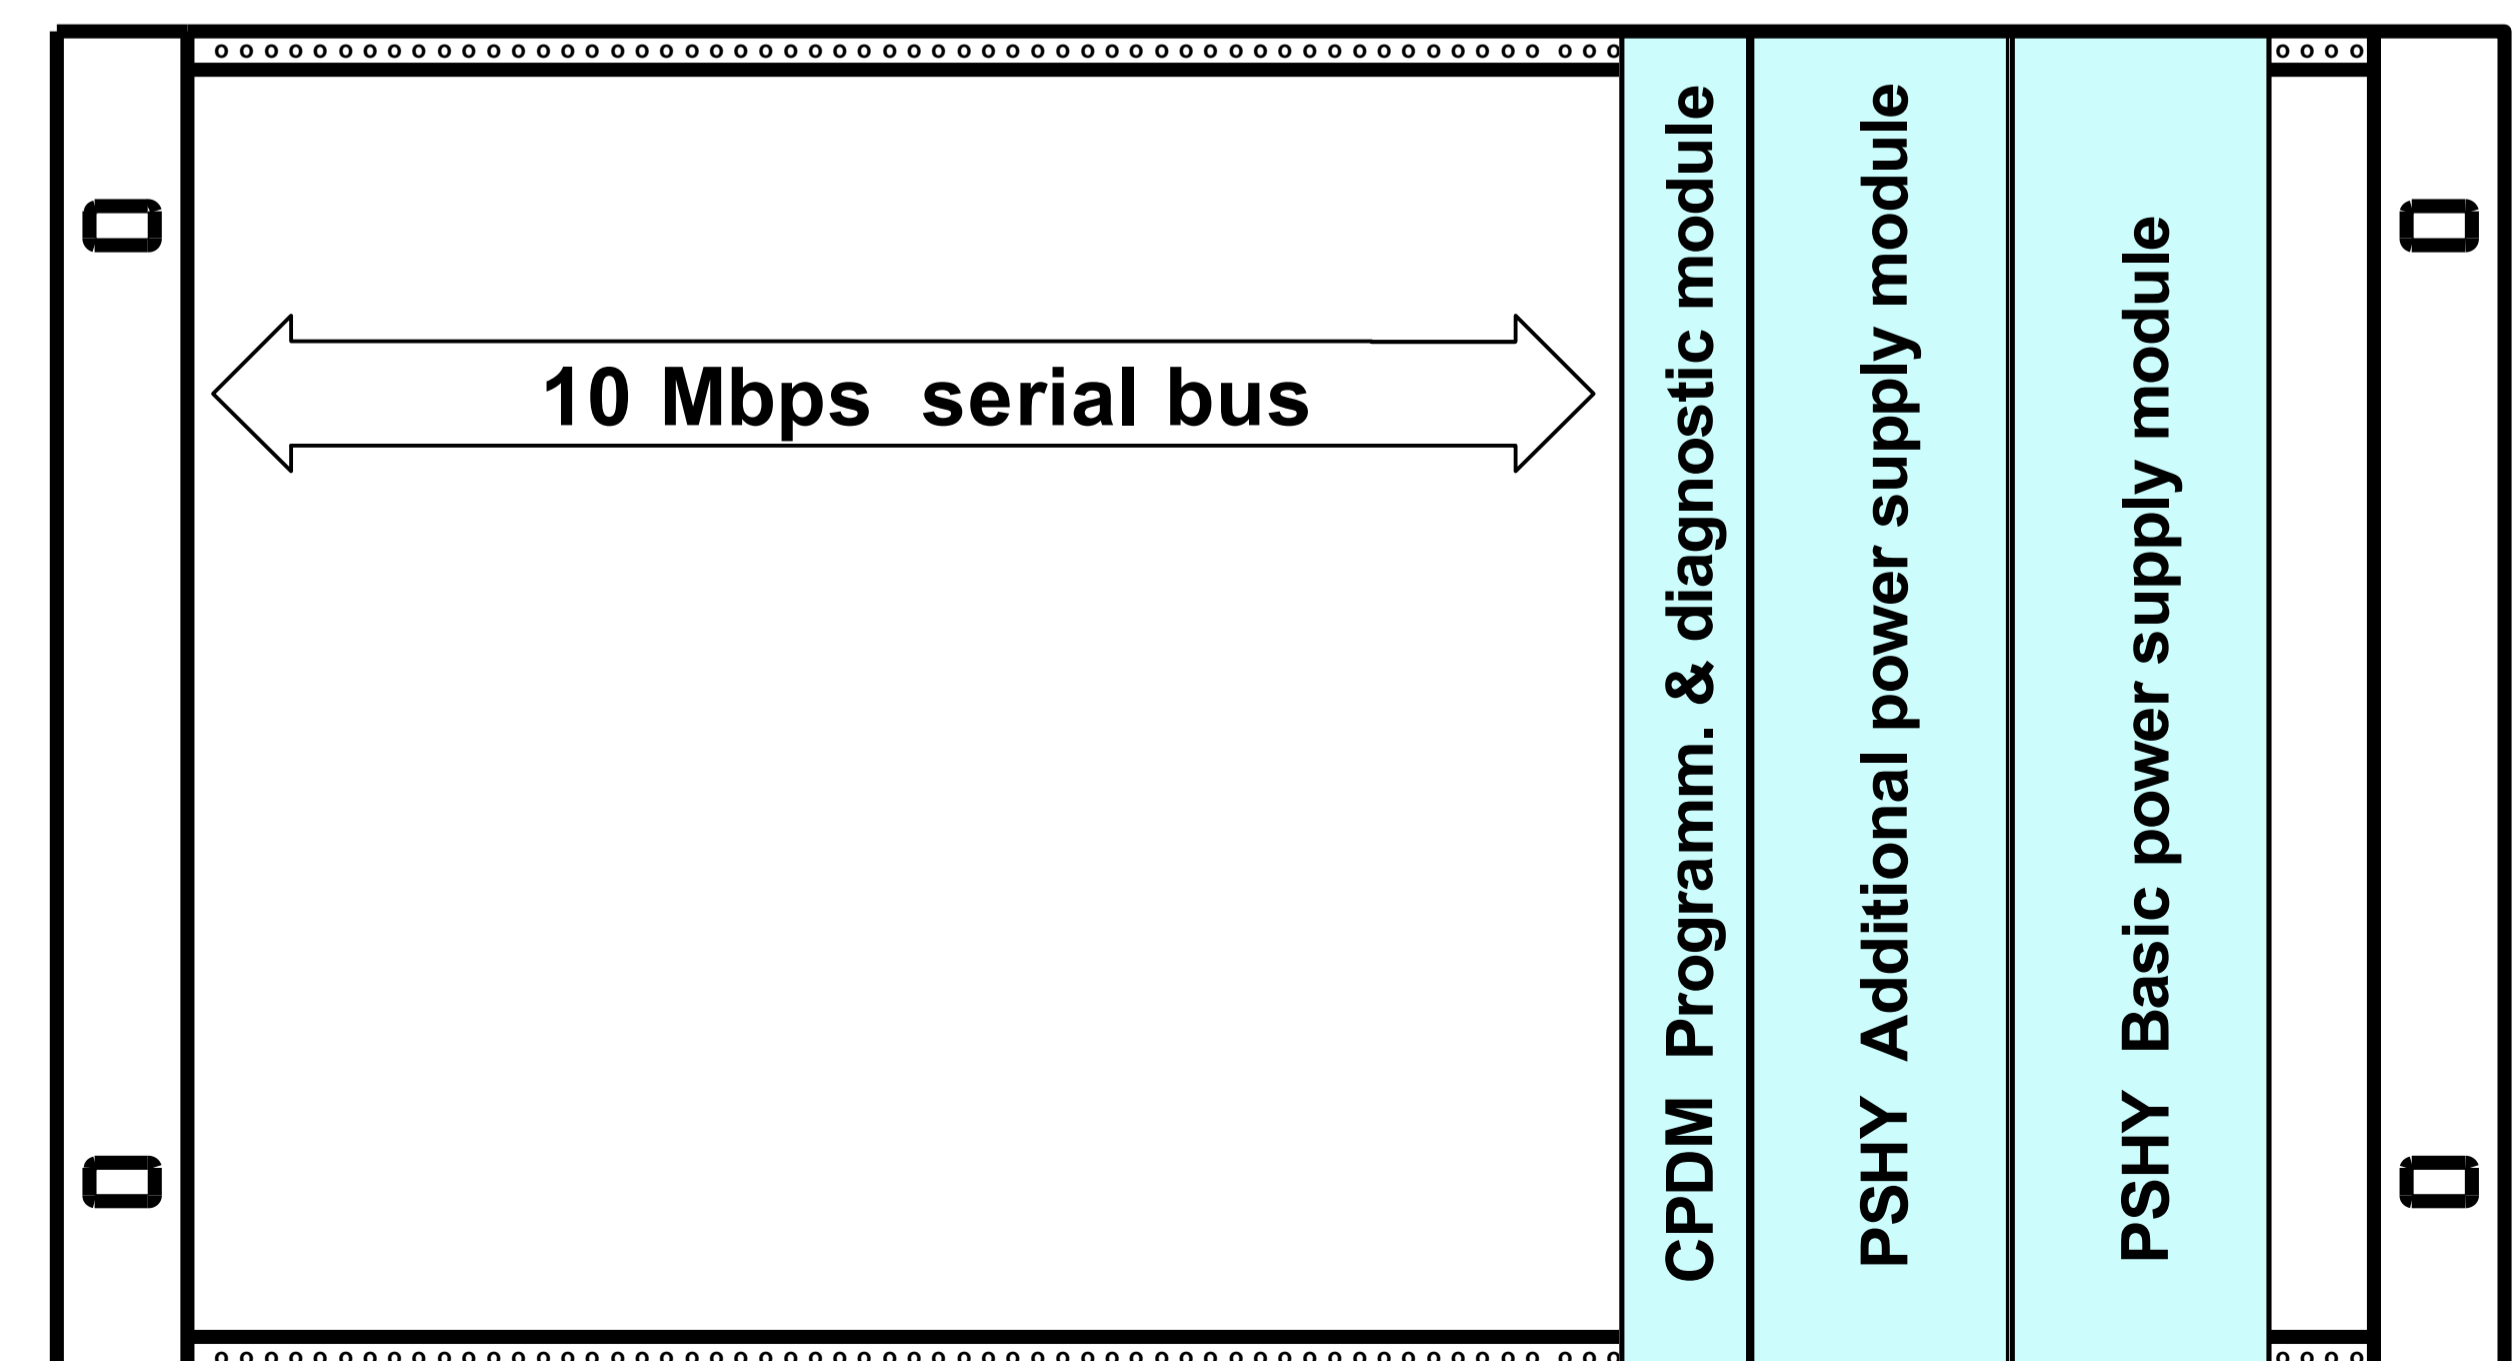 10 Mbps  serial bus
CPDM  Programm. & diagnostic module
PSHY  Additional power supply module
PSHY  Basic power supply module